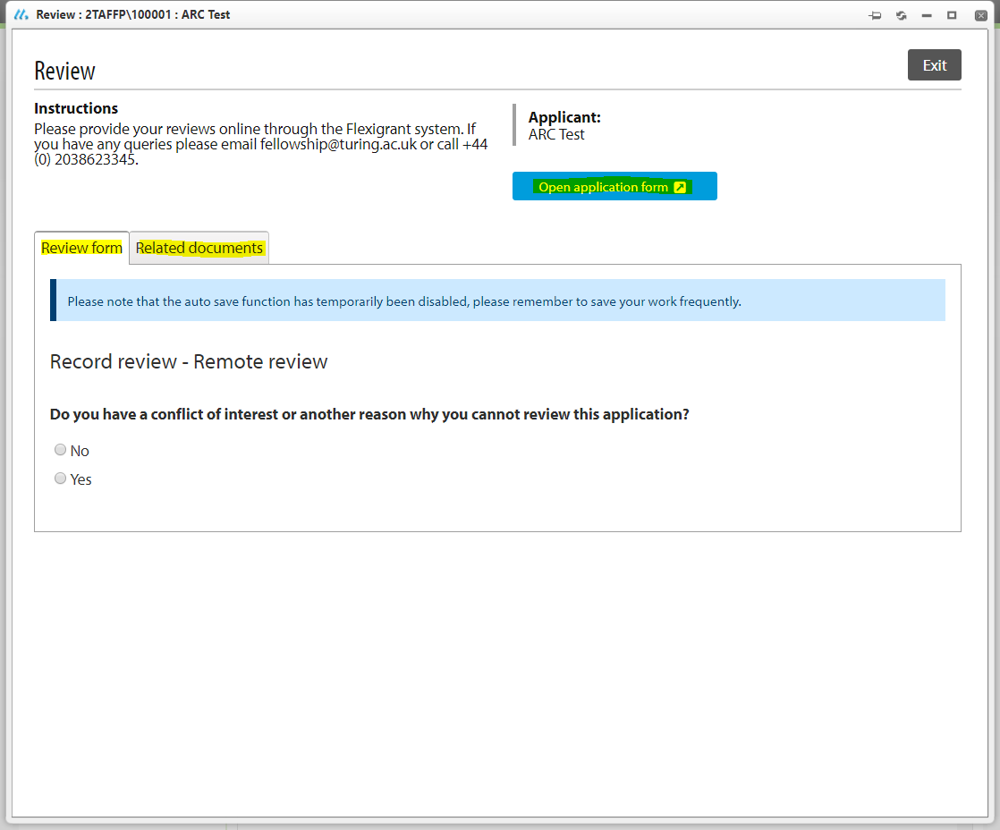 Review : 2TAFFP\100001 : ARC Test
Review
Exit
Instructions
Please provide your reviews online through the Flexigrant system. If
you have any queries please email fellowship@turing.ac.uk or call +44
(0) 2038623345.
Applicant:
ARC Test
Open application form
Review form
Related documents
Please note that the auto save function has temporarily been disabled, please remember to save your work frequently.
Record review - Remote review
Do you have a conflict of interest or another reason why you cannot review this application?
No
Yes